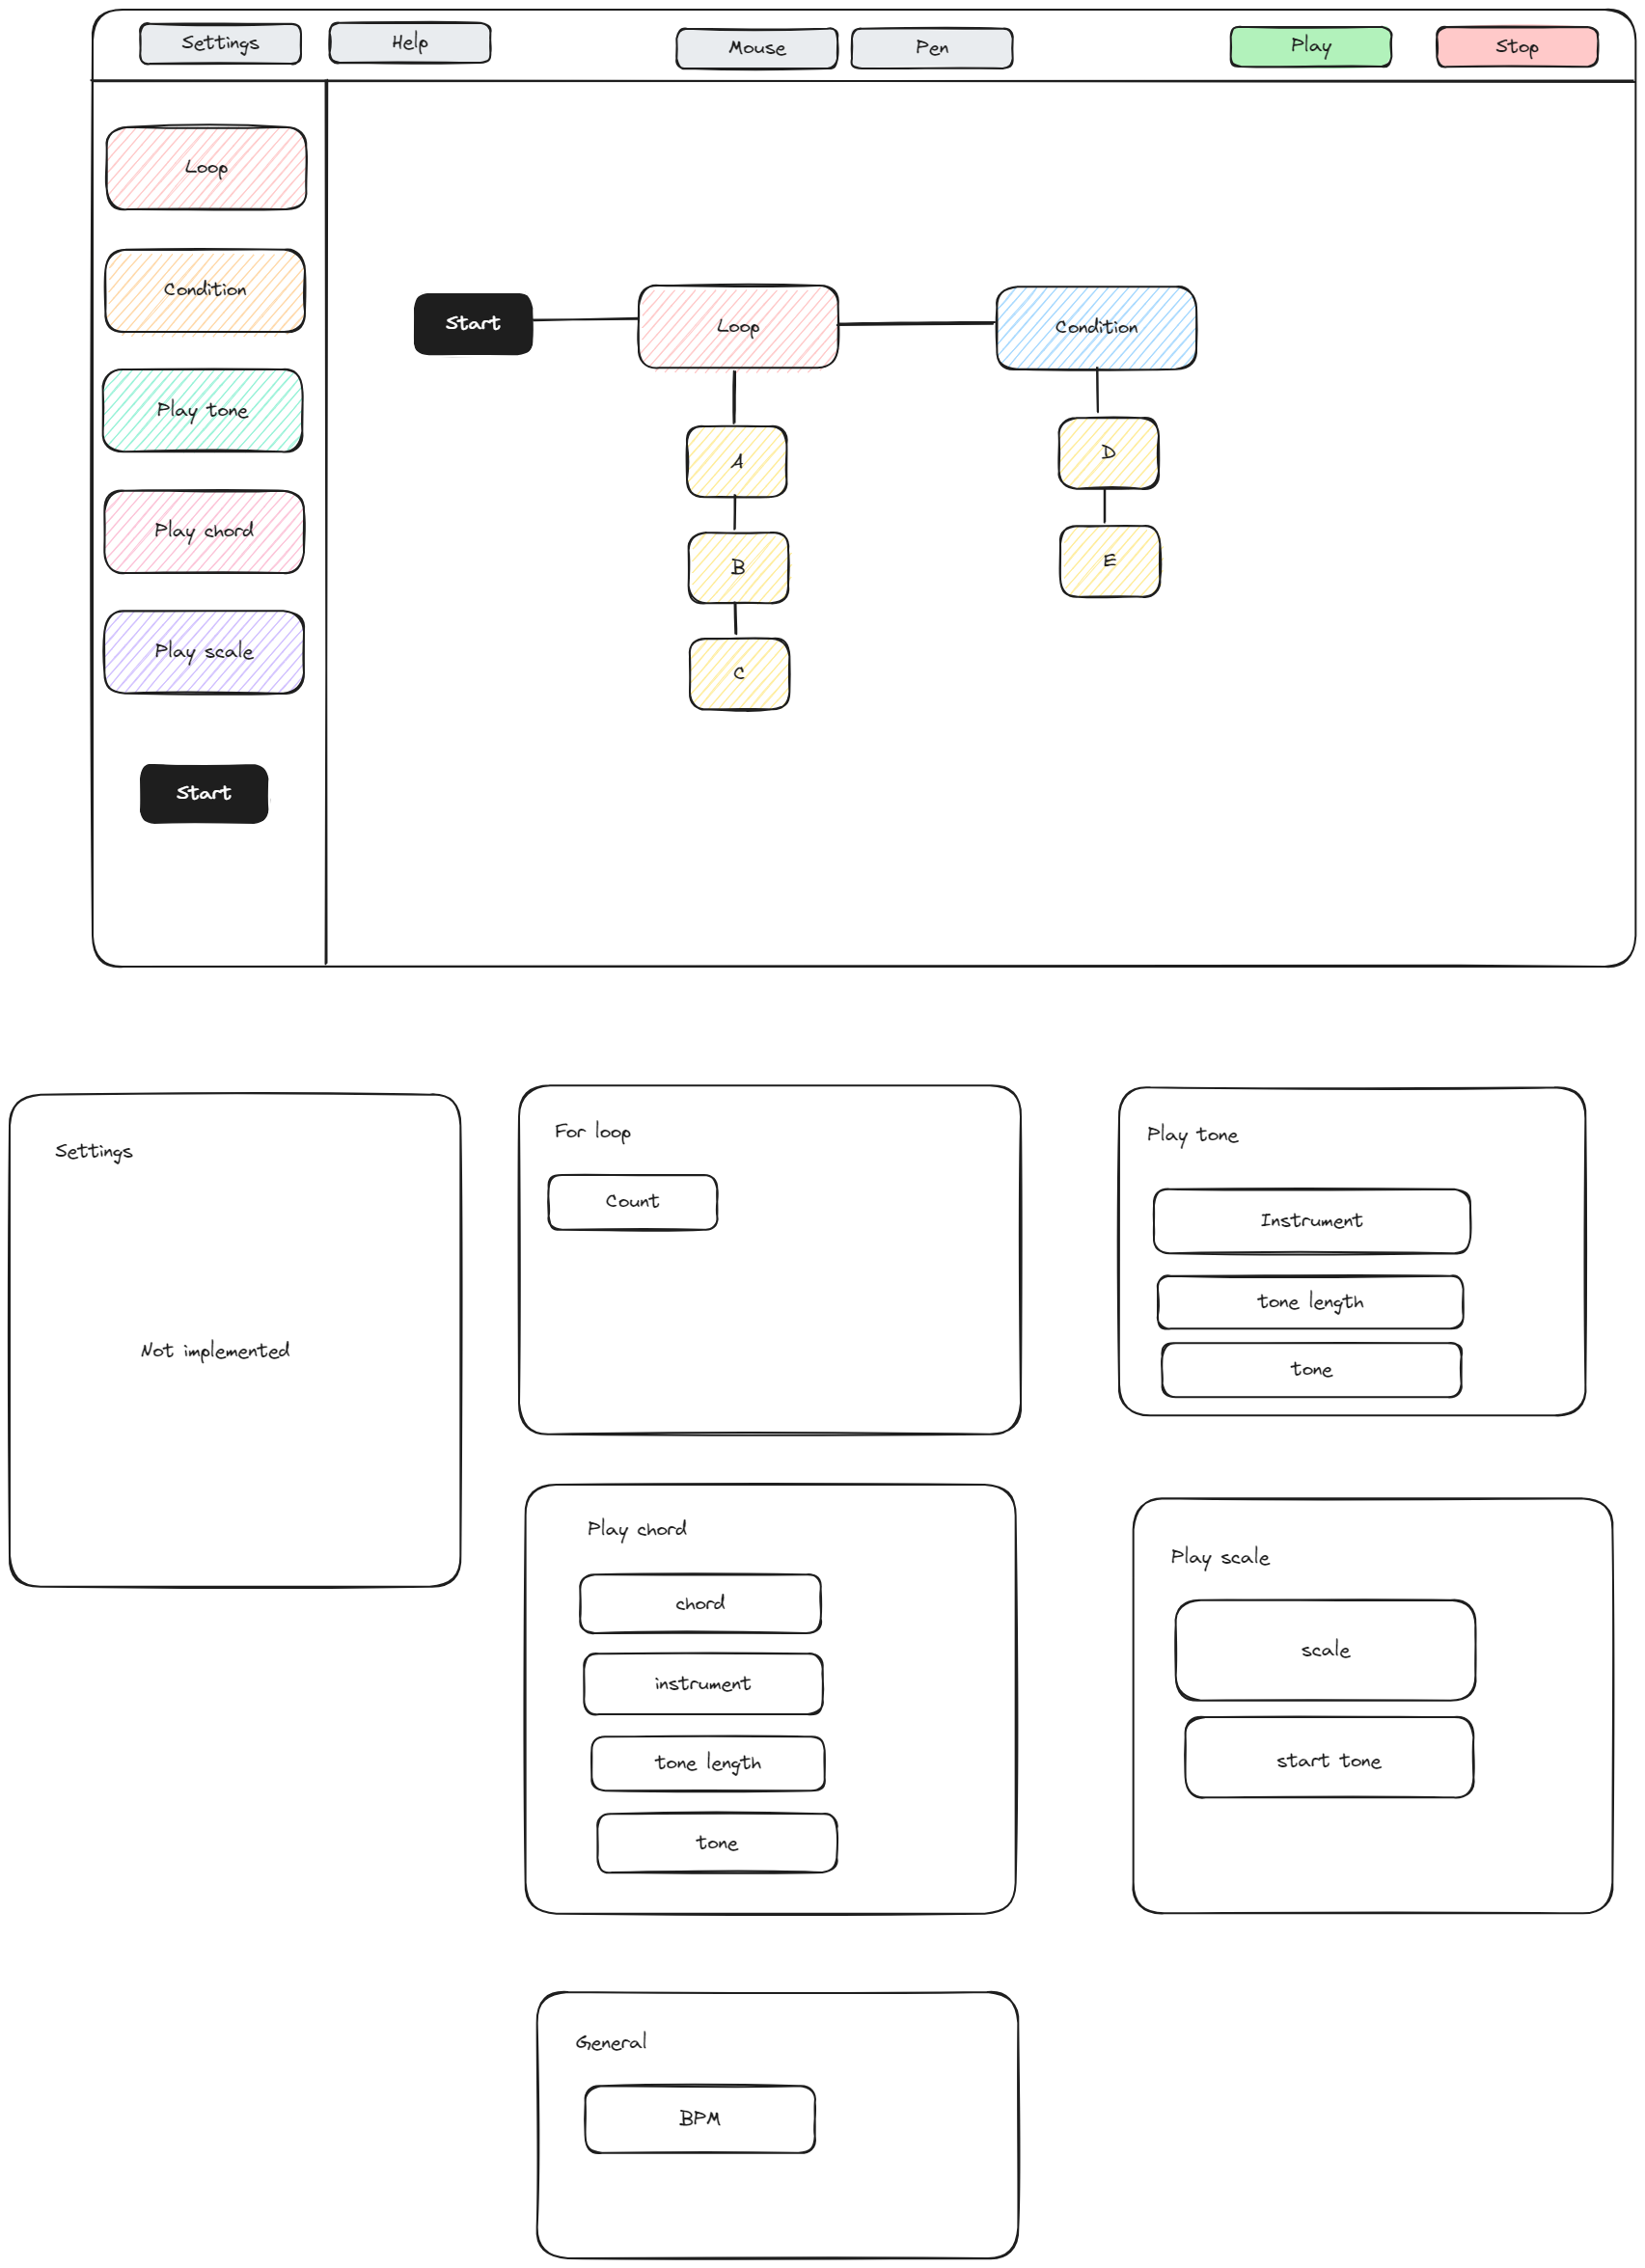 Settings
Help
Mouse
Pen
Play
Stop
Loop
Condition
Play tone
Play chord
Play scale
Start
Start
Loop
Condition
A
B
C
D
E
Settings
Not implemented
For loop
Count
Play tone
Instrument
tone length
tone
Play chord
chord
instrument
tone length
tone
Play scale
scale
start tone
General
BPM